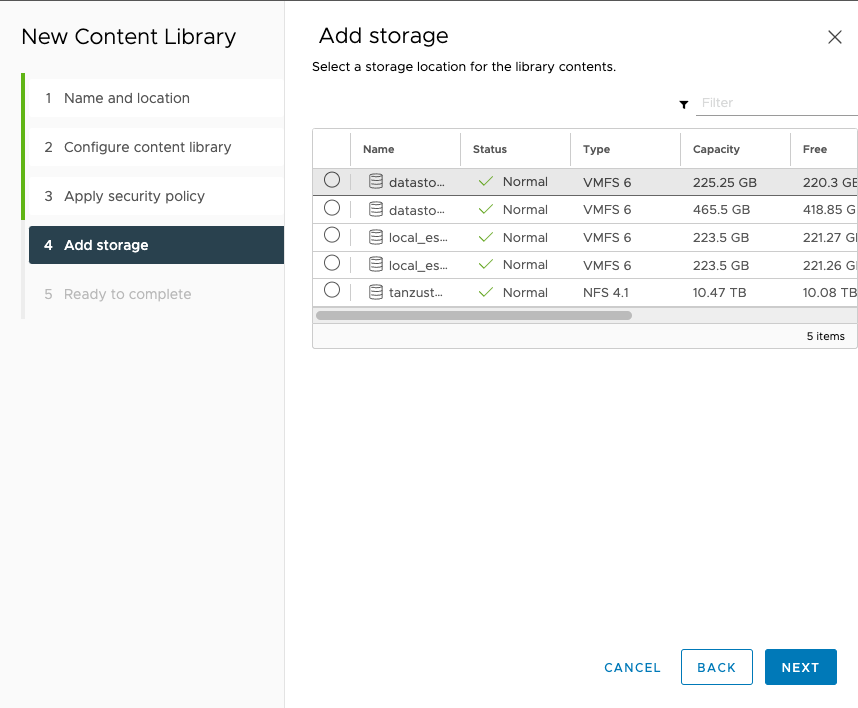 New Content Library
1 Name and location
2 Configure content library
3 Apply security policy
4 Add storage
5 Ready to complete
Add storage
Select a storage location for the library contents.
Filter
Name Status Type Capacity Free
datasto... Normal VMFS 6 225.25 GB 220.3 GB
datasto... Normal VMFS 6 465.5 GB 418.85 G
local_es... Normal VMFS 6 223.5 GB 221.27 G
local_es... Normal VMFS 6 223.5 GB 221.26 G
tanzust... Normal NFS 4.1 10.47 TB 10.08 TB
5 items
CANCEL BACK NEXT